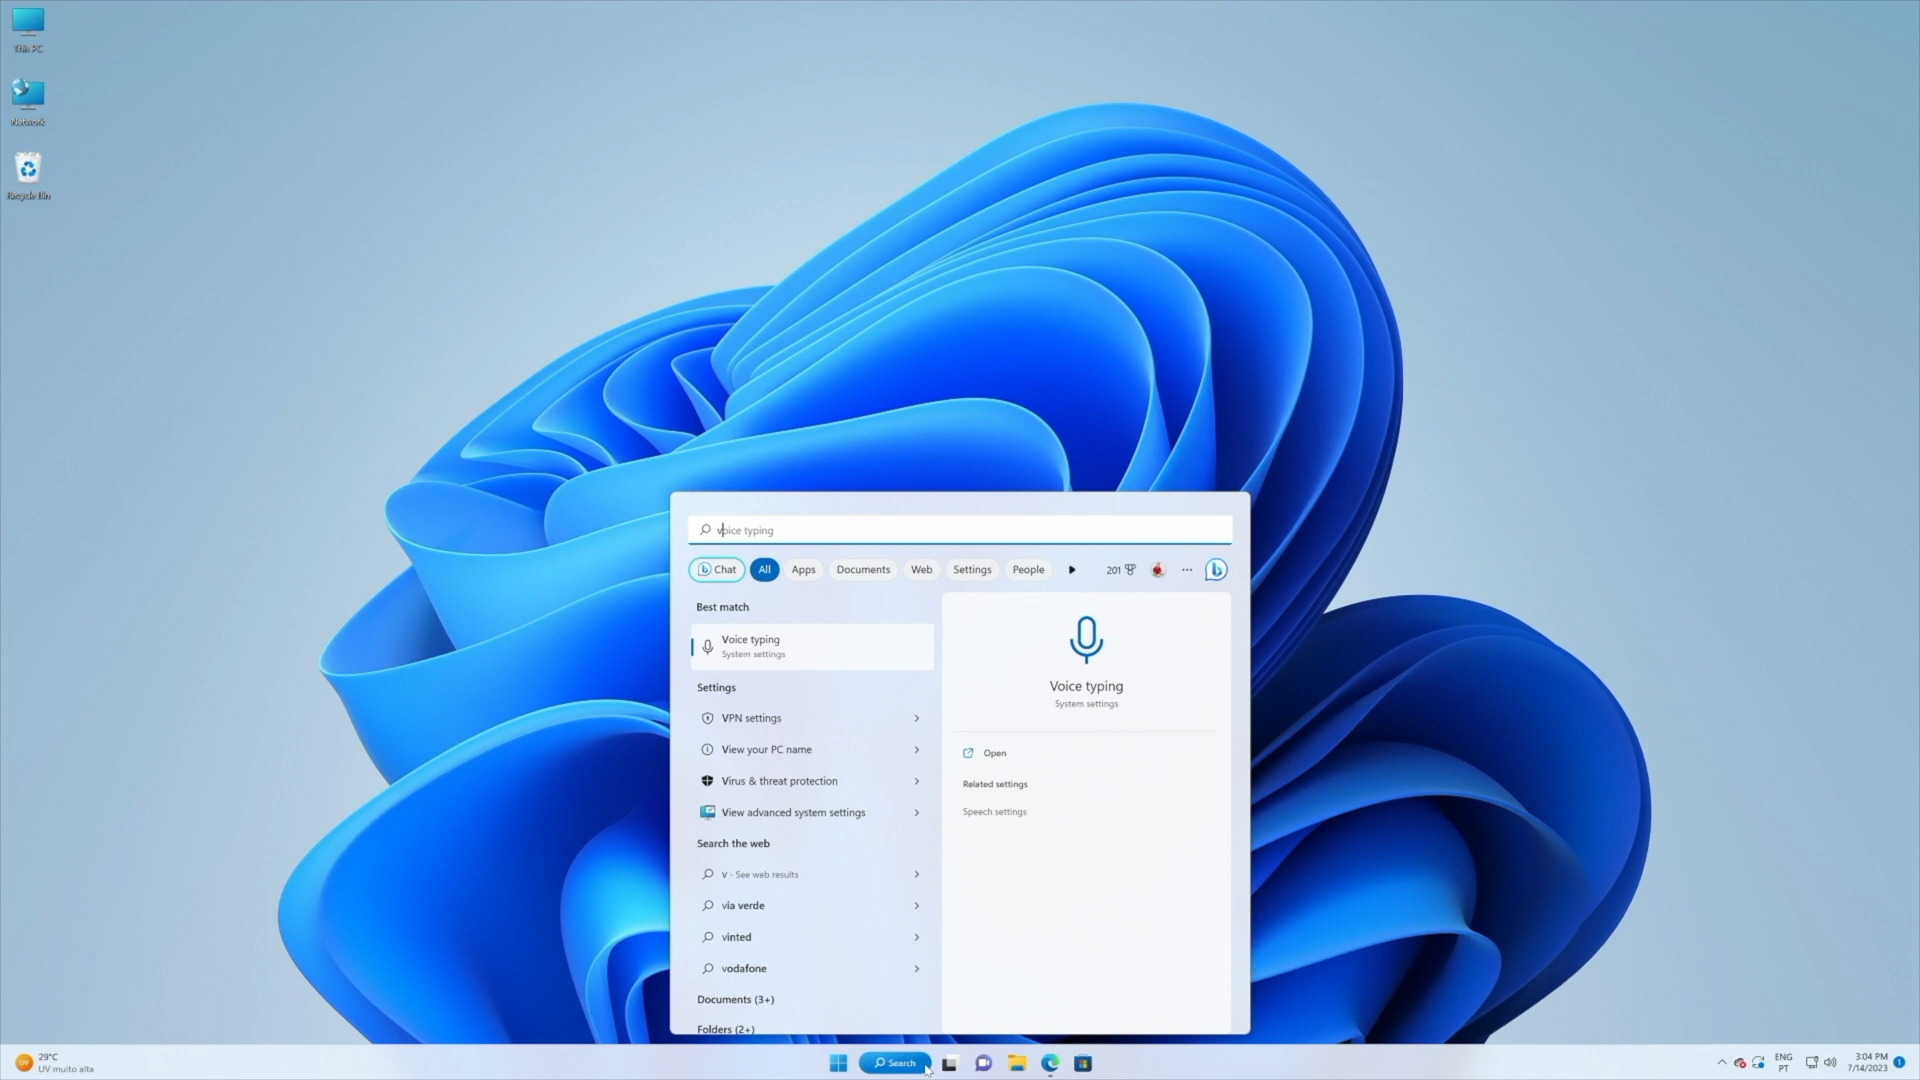 This PC
Network
Recycle Bin
voice typing
Chat
All
Apps
Documents
Web
Settings
People
201
Best match
Voice typing
System settings
Settings
VPN settings
View your PC name
Virus & threat protection
View advanced system settings
Search the web
v - See web results
via verde
vinted
vodafone
Documents (3+)
Folders (2+)
Voice typing
System settings
Open
Related settings
Speech settings
UV
29°C
UV muito alta
Search
ENG
PT
3:04 PM
7/14/2023
1